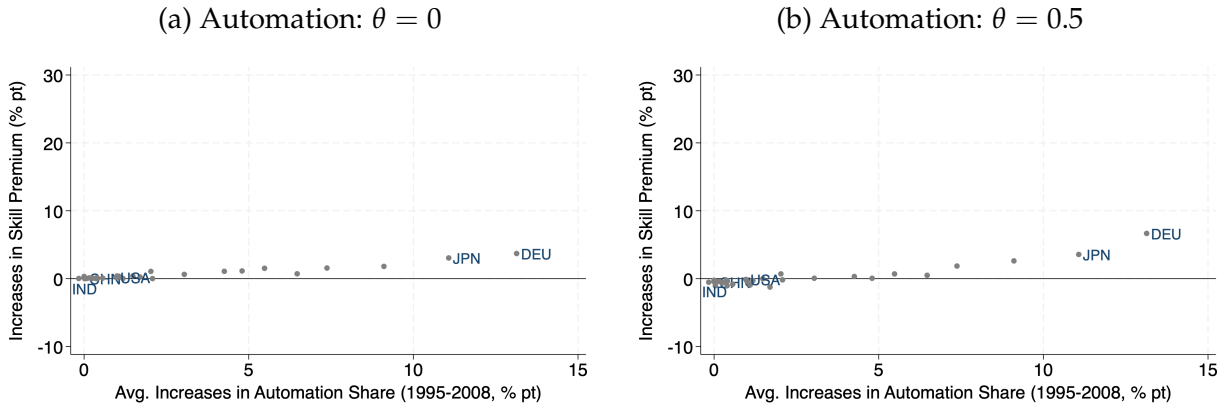 (a) Automation: θ = 0
Increases in Skill Premium (% pt)
30
20
10
0
-10
IND
CHN
USA
JPN
DEU
0 5 10 15
Avg. Increases in Automation Share (1995-2008, % pt)
(b) Automation: θ = 0.5
Increases in Skill Premium (% pt)
30
20
10
0
-10
IND
CHN
USA
JPN
DEU
0 5 10 15
Avg. Increases in Automation Share (1995-2008, % pt)